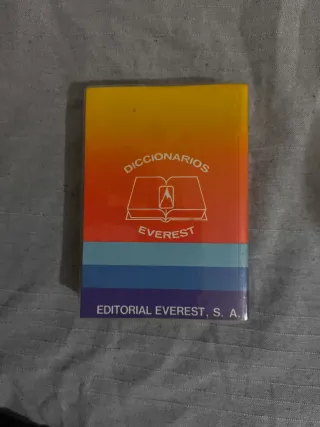 DICCIONARIOS
EVEREST
EDITORIAL EVEREST, S. A.